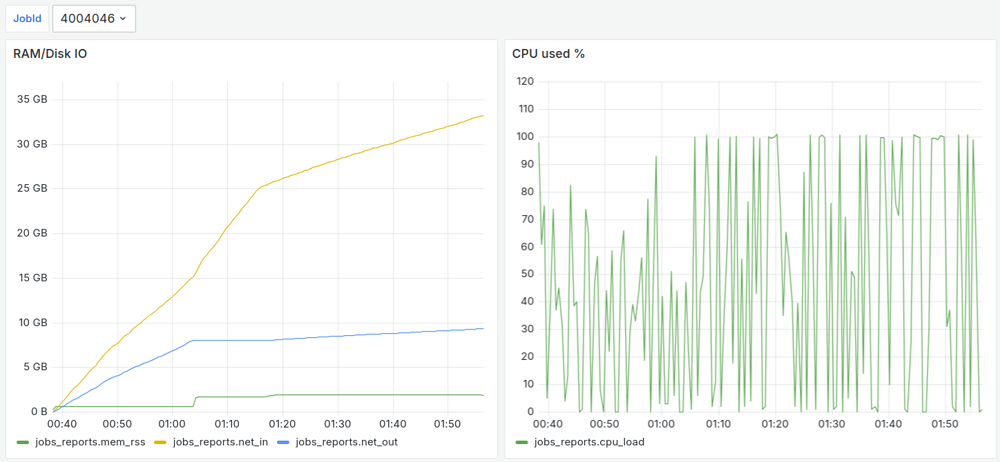 JobId 4004046
RAM/Disk IO
35 GB
30 GB
25 GB
20 GB
15 GB
10 GB
5 GB
0 B
00:40 00:50 01:00 01:10 01:20 01:30 01:40 01:50
jobs_reports.mem_rss jobs_reports.net_in jobs_reports.net_out
CPU used %
120
110
100
90
80
70
60
50
40
30
20
10
0
00:40 00:50 01:00 01:10 01:20 01:30 01:40 01:50
jobs_reports.cpu_load